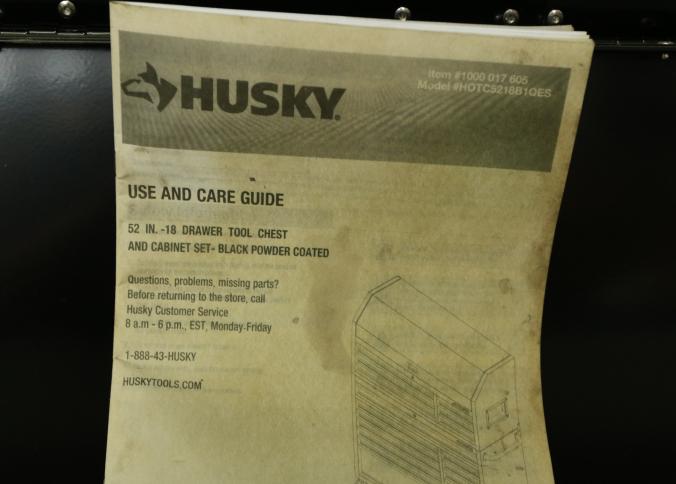 HUSKY
Item #1000 017 605
Model #HOTC5218B1QES
USE AND CARE GUIDE
52 IN. -18 DRAWER TOOL CHEST
AND CABINET SET- BLACK POWDER COATED
Questions, problems, missing parts?
Before returning to the store, call
Husky Customer Service
8 a.m - 6 p.m., EST, Monday-Friday
1-888-43-HUSKY
HUSKYTOOLS.COM